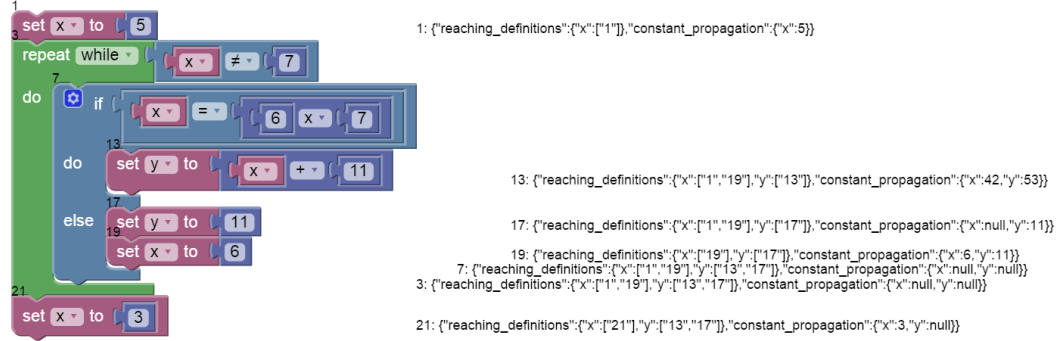 1
set x to 5
1: {"reaching_definitions":{"x":["1"]},"constant_propagation":{"x":5}}
3
repeat while x ≠ 7
7
do if x = 6 x 7
13
do set y to x + 11
13: {"reaching_definitions":{"x":["1","19"],"y":["13"]},"constant_propagation":{"x":42,"y":53}}
17
else set y to 11
17: {"reaching_definitions":{"x":["1","19"],"y":["17"]},"constant_propagation":{"x":null,"y":11}}
19
set x to 6
19: {"reaching_definitions":{"x":["19"],"y":["17"]},"constant_propagation":{"x":6,"y":11}}
7: {"reaching_definitions":{"x":["1","19"],"y":["13","17"]},"constant_propagation":{"x":null,"y":null}}
3: {"reaching_definitions":{"x":["1","19"],"y":["13","17"]},"constant_propagation":{"x":null,"y":null}}
21
set x to 3
21: {"reaching_definitions":{"x":["21"],"y":["13","17"]},"constant_propagation":{"x":3,"y":null}}